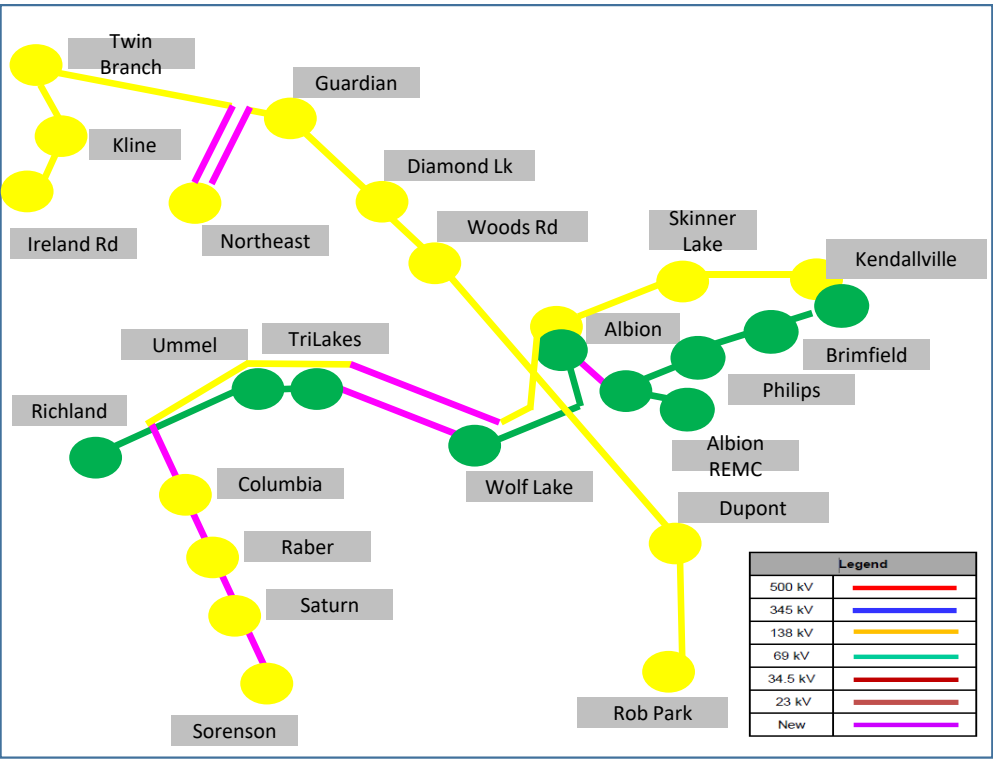 Twin
Branch
Guardian
Kline
Diamond Lk
Ireland Rd
Northeast
Woods Rd
Skinner
Lake
Kendallville
Ummel
TriLakes
Albion
Brimfield
Richland
Philips
Albion
REMC
Columbia
Wolf Lake
Dupont
Raber
Saturn
Sorenson
Rob Park
Legend
500 kV
345 kV
138 kV
69 kV
34.5 kV
23 kV
New